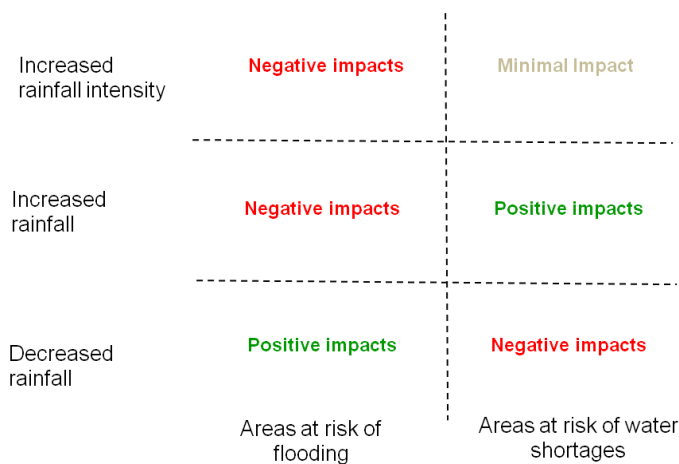 Increased
rainfall intensity
Negative impacts
Minimal Impact
Increased
rainfall
Negative impacts
Positive impacts
Decreased
rainfall
Positive impacts
Negative impacts
Areas at risk of
flooding
Areas at risk of water
shortages